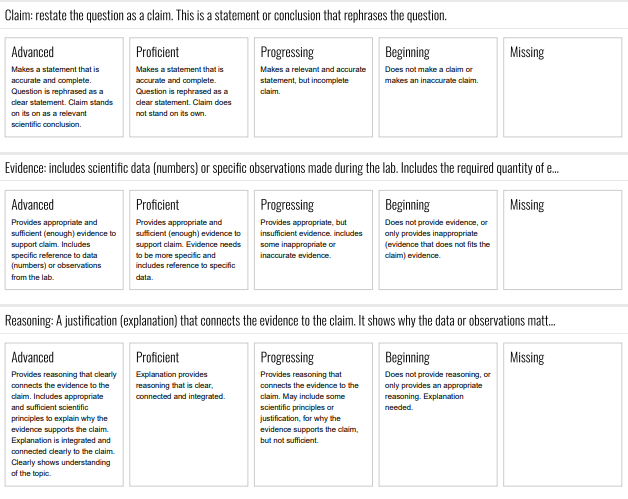 Claim: restate the question as a claim. This is a statement or conclusion that rephrases the question.
Advanced
Makes a statement that is
accurate and complete.
Question is rephrased as a
clear statement. Claim stands
on its on as a relevant
scientific conclusion.
Proficient
Makes a statement that is
accurate and complete.
Question is rephrased as a
clear statement. Claim does
not stand on its own.
Progressing
Makes a relevant and accurate
statement, but incomplete
claim.
Beginning
Does not make a claim or
makes an inaccurate claim.
Missing
Evidence: includes scientific data (numbers) or specific observations made during the lab. Includes the required quantity of e...
Advanced
Provides appropriate and
sufficient (enough) evidence to
support claim. Includes
specific reference to data
(numbers) or observations
from the lab.
Proficient
Provides appropriate and
sufficient (enough) evidence to
support claim. Evidence needs
to be more specific and
includes reference to specific
data.
Progressing
Provides appropriate, but
insufficient evidence. includes
some inappropriate or
inaccurate evidence.
Beginning
Does not provide evidence, or
only provides inappropriate
(evidence that does not fits the
claim) evidence.
Missing
Reasoning: A justification (explanation) that connects the evidence to the claim. It shows why the data or observations matt...
Advanced
Provides reasoning that clearly
connects the evidence to the
claim. Includes appropriate
and sufficient scientific
principles to explain why the
evidence supports the claim.
Explanation is integrated and
connected clearly to the claim.
Clearly shows understanding
of the topic.
Proficient
Explanation provides
reasoning that is clear,
connected and integrated.
Progressing
Provides reasoning that
connects the evidence to the
claim. May include some
scientific principles or
justification, for why the
evidence supports the claim,
but not sufficient.
Beginning
Does not provide reasoning, or
only provides an appropriate
reasoning. Explanation
needed.
Missing